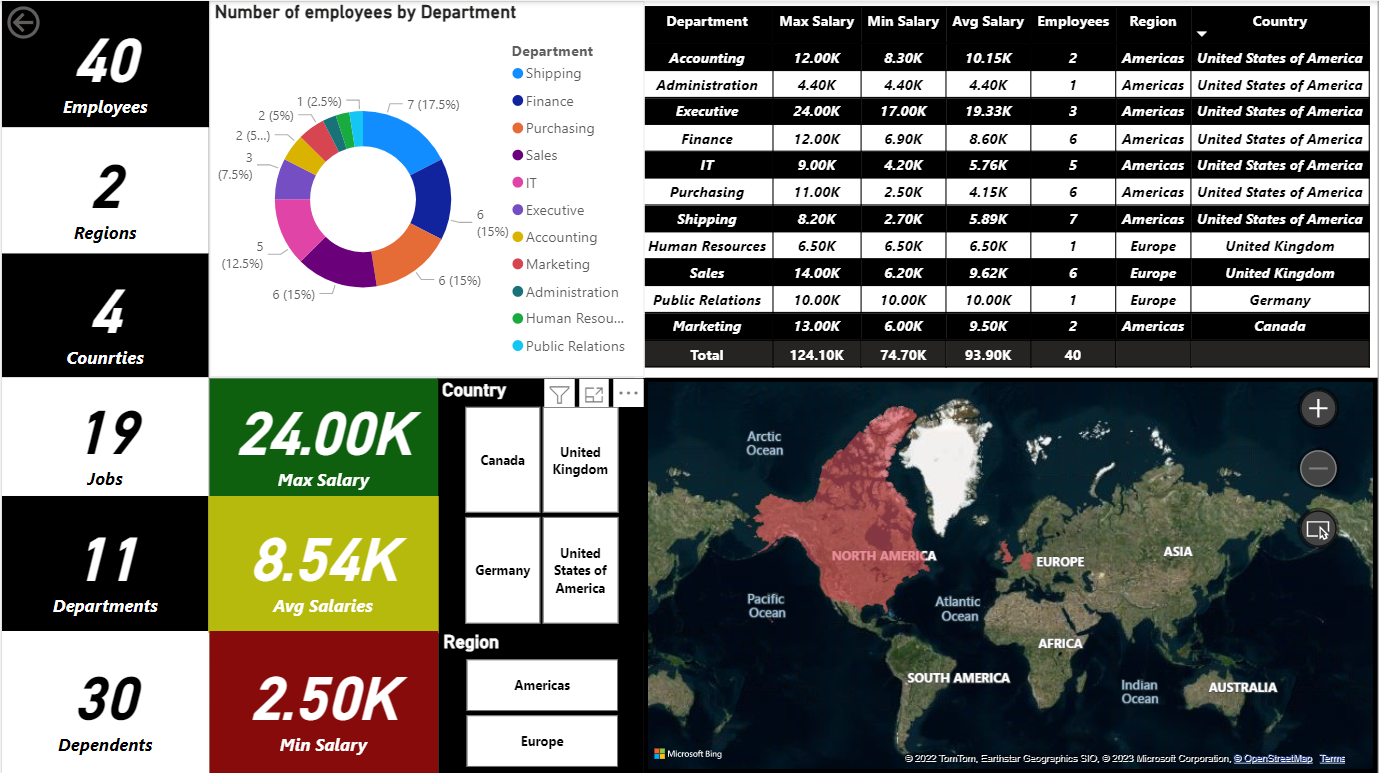 40
Employees
2
Regions
4
Counrties
19
Jobs
11
Departments
30
Dependents
Number of employees by Department
1 (2.5%)
2 (5%)
2 (5...)
3
(7.5%)
5
(12.5%)
6 (15%)
6 (15%)
6
(15%)
7 (17.5%)
Department
Shipping
Finance
Purchasing
Sales
IT
Executive
Accounting
Marketing
Administration
Human Resou...
Public Relations
Department Max Salary Min Salary Avg Salary Employees Region Country
Accounting 12.00K 8.30K 10.15K 2 Americas United States of America
Administration 4.40K 4.40K 4.40K 1 Americas United States of America
Executive 24.00K 17.00K 19.33K 3 Americas United States of America
Finance 12.00K 6.90K 8.60K 6 Americas United States of America
IT 9.00K 4.20K 5.76K 5 Americas United States of America
Purchasing 11.00K 2.50K 4.15K 6 Americas United States of America
Shipping 8.20K 2.70K 5.89K 7 Americas United States of America
Human Resources 6.50K 6.50K 6.50K 1 Europe United Kingdom
Sales 14.00K 6.20K 9.62K 6 Europe United Kingdom
Public Relations 10.00K 10.00K 10.00K 1 Europe Germany
Marketing 13.00K 6.00K 9.50K 2 Americas Canada
Total 124.10K 74.70K 93.90K 40
24.00K
Max Salary
8.54K
Avg Salaries
2.50K
Min Salary
Country
Canada
United
Kingdom
Germany
United
States of
America
Region
Americas
Europe
Arctic
Ocean
NORTH AMERICA
EUROPE
ASIA
Pacific
Ocean
Atlantic
Ocean
AFRICA
SOUTH AMERICA
Indian
Ocean
AUSTRALIA
Microsoft Bing
© 2022 TomTom, Earthstar Geographics SIO, © 2023 Microsoft Corporation, © OpenStreetMap Terms